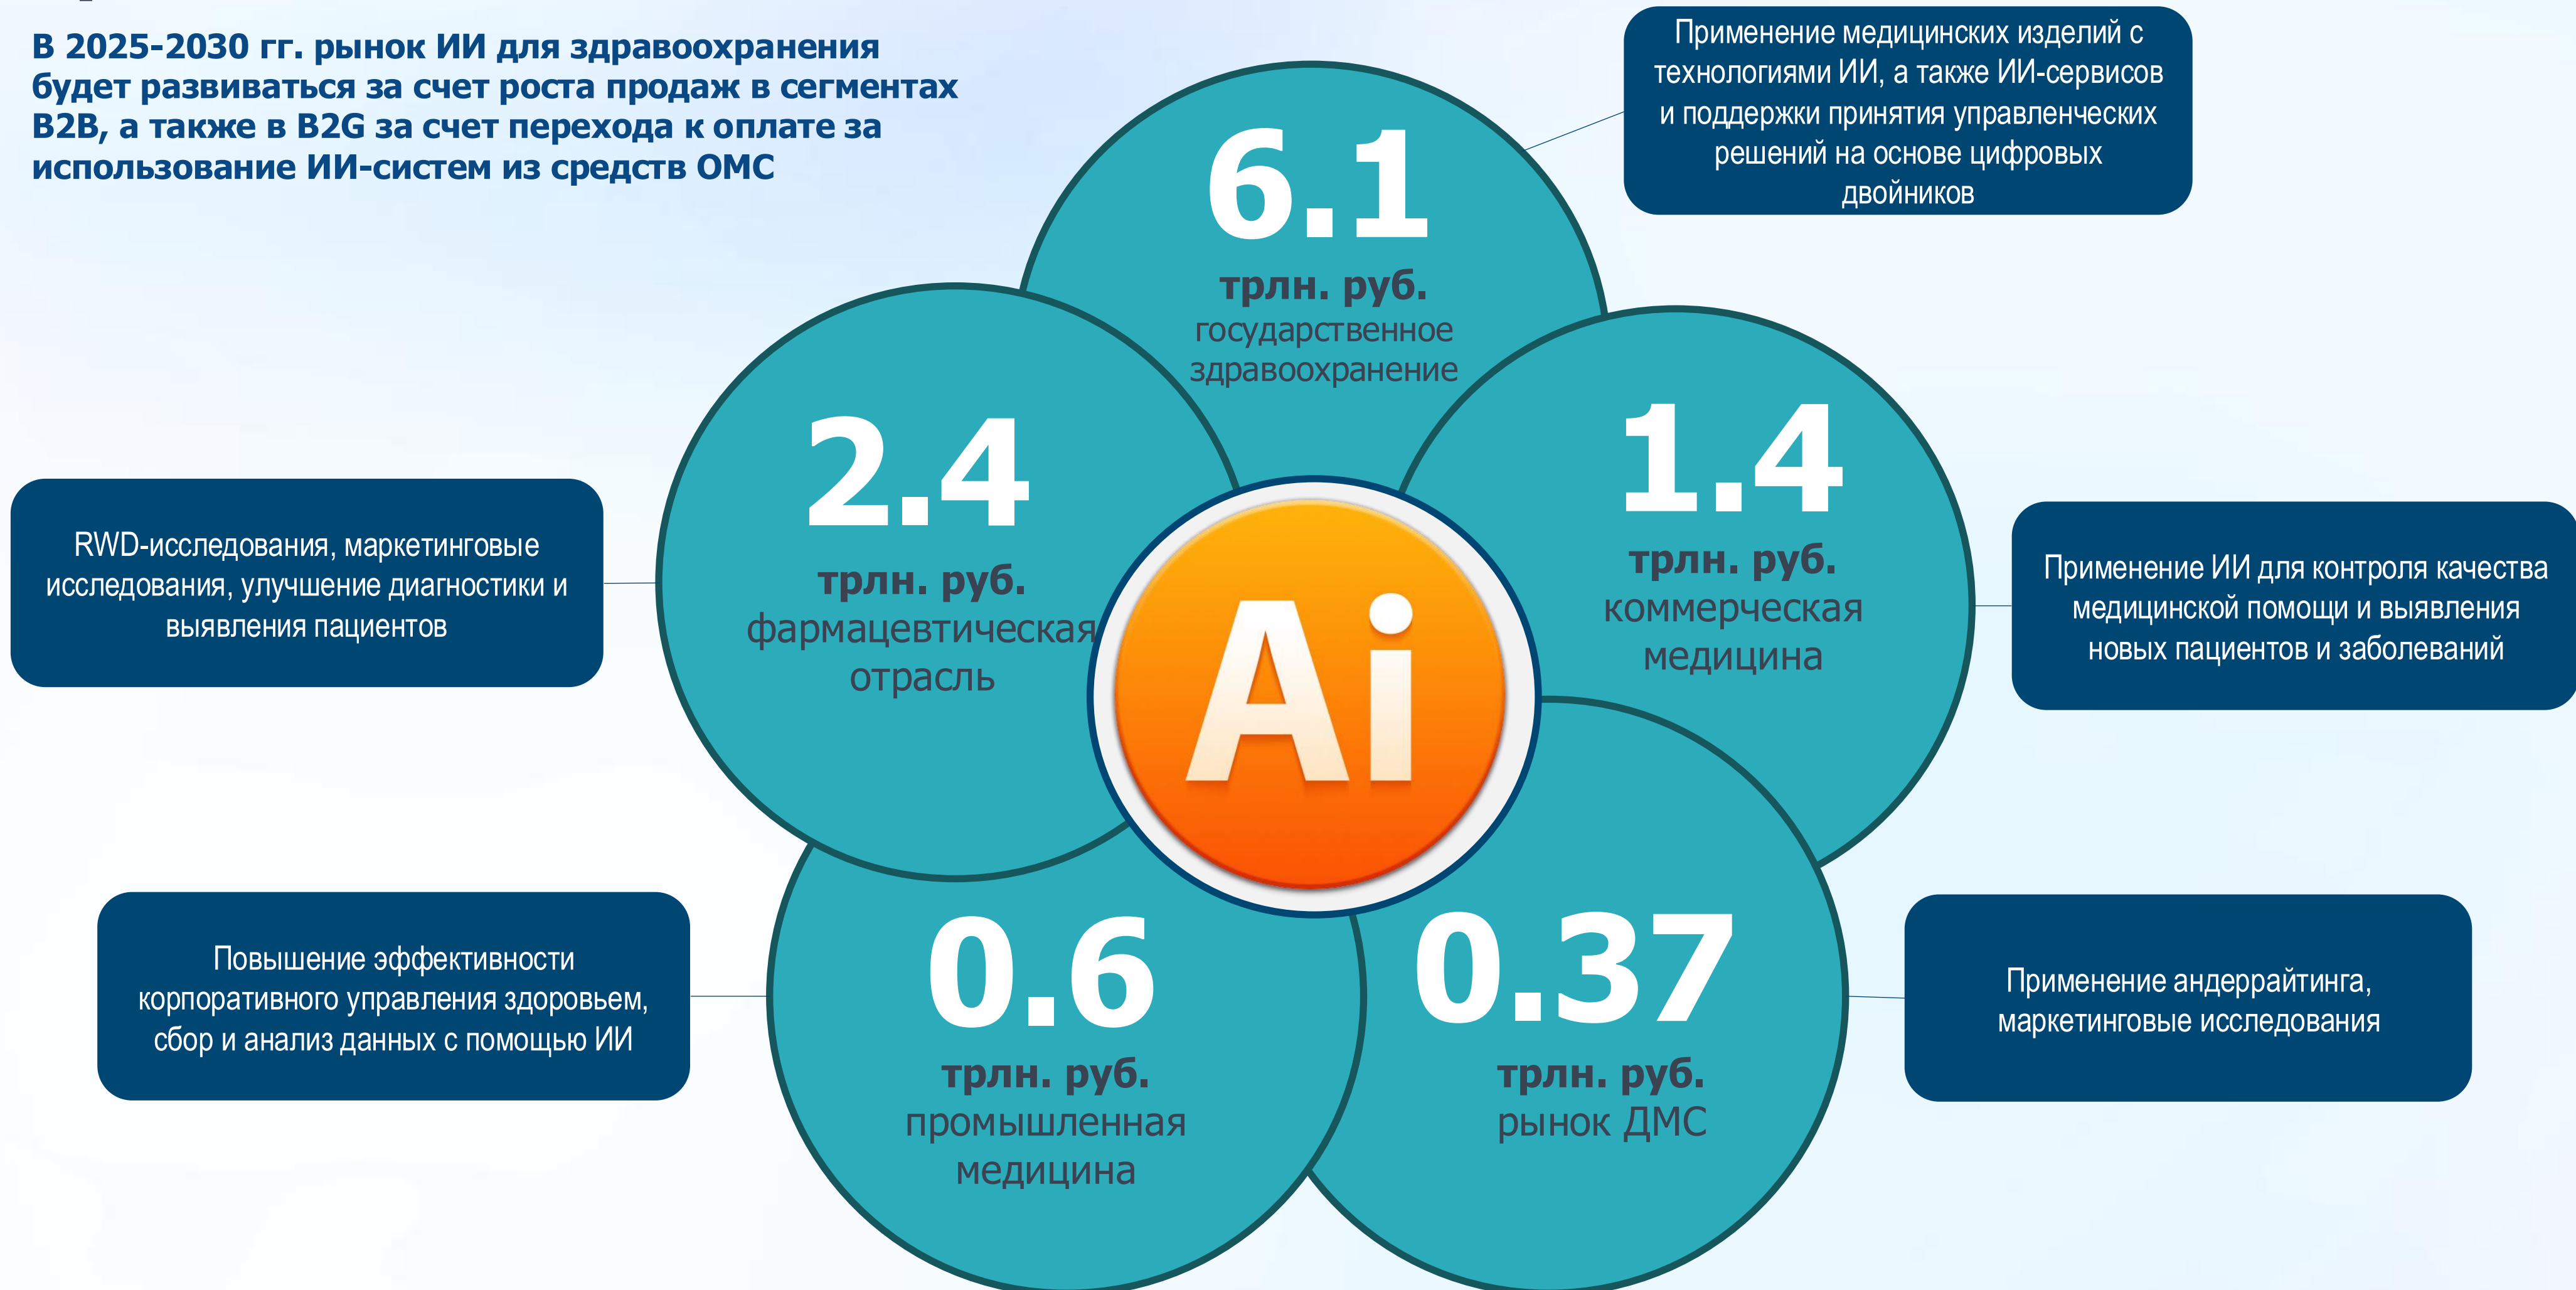 В 2025-2030 гг. рынок ИИ для здравоохранения
будет развиваться за счет роста продаж в сегментах
B2B, а также в B2G за счет перехода к оплате за
использование ИИ-систем из средств ОМС
Применение медицинских изделий с
технологиями ИИ, а также ИИ-сервисов
и поддержки принятия управленческих
решений на основе цифровых
двойников
6.1
трлн. руб.
государственное
здравоохранение
2.4
трлн. руб.
фармацевтическая
отрасль
1.4
трлн. руб.
коммерческая
медицина
RWD-исследования, маркетинговые
исследования, улучшение диагностики и
выявления пациентов
Ai
Применение ИИ для контроля качества
медицинской помощи и выявления
новых пациентов и заболеваний
Повышение эффективности
корпоративного управления здоровьем,
сбор и анализ данных с помощью ИИ
0.6
трлн. руб.
промышленная
медицина
0.37
трлн. руб.
рынок ДМС
Применение андеррайтинга,
маркетинговые исследования